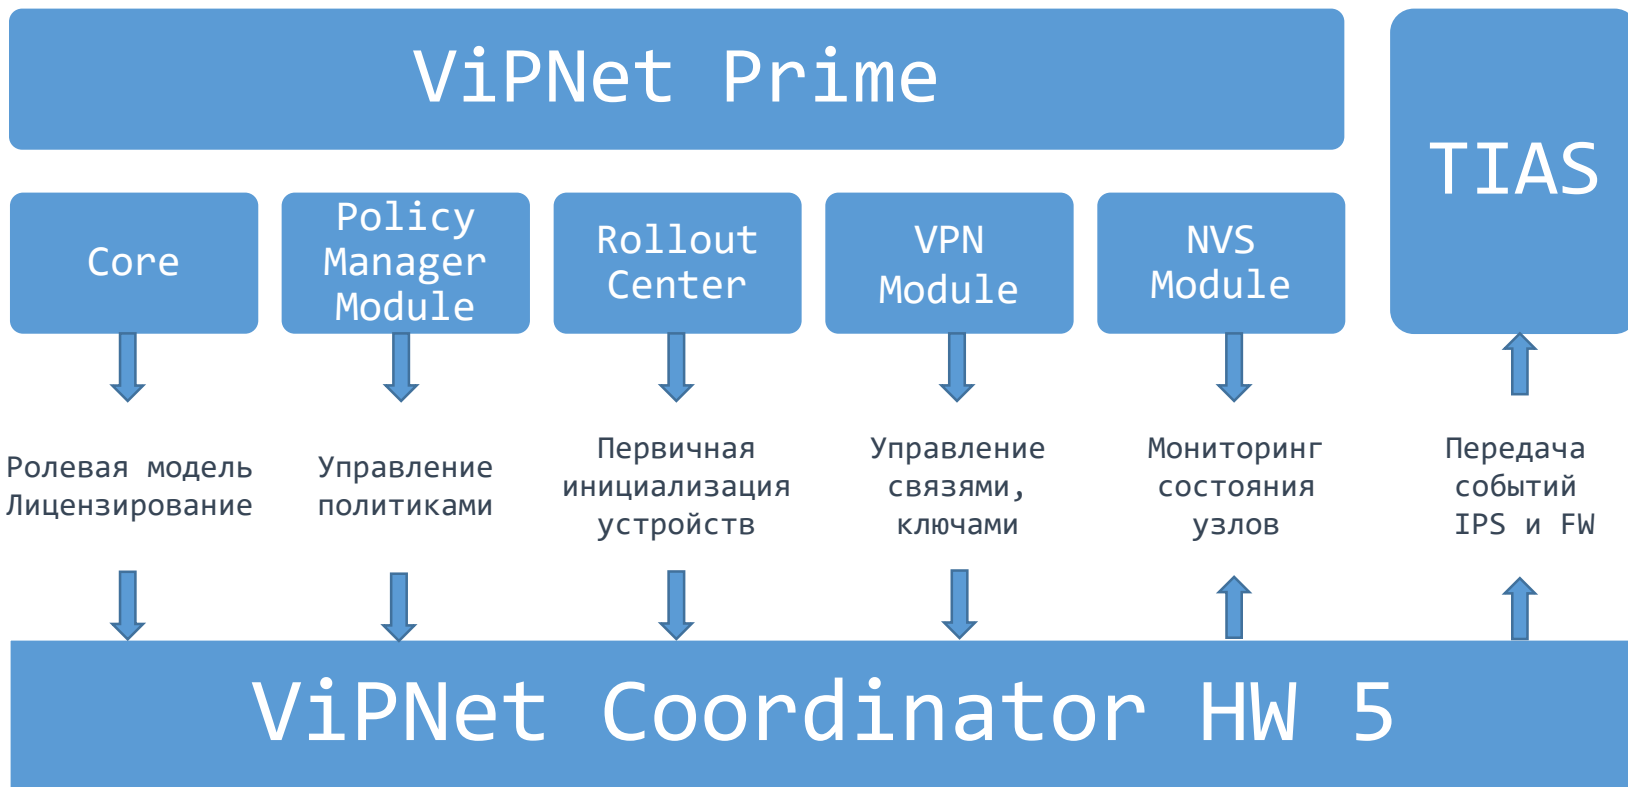 ViPNet Prime
TIAS
Core
Policy
Manager
Module
Rollout
Center
VPN
Module
NVS
Module
Ролевая модель
Лицензирование
Управление
политиками
Первичная
инициализация
устройств
Управление
связями,
ключами
Мониторинг
состояния
узлов
Передача
событий
IPS и FW
ViPNet Coordinator HW 5